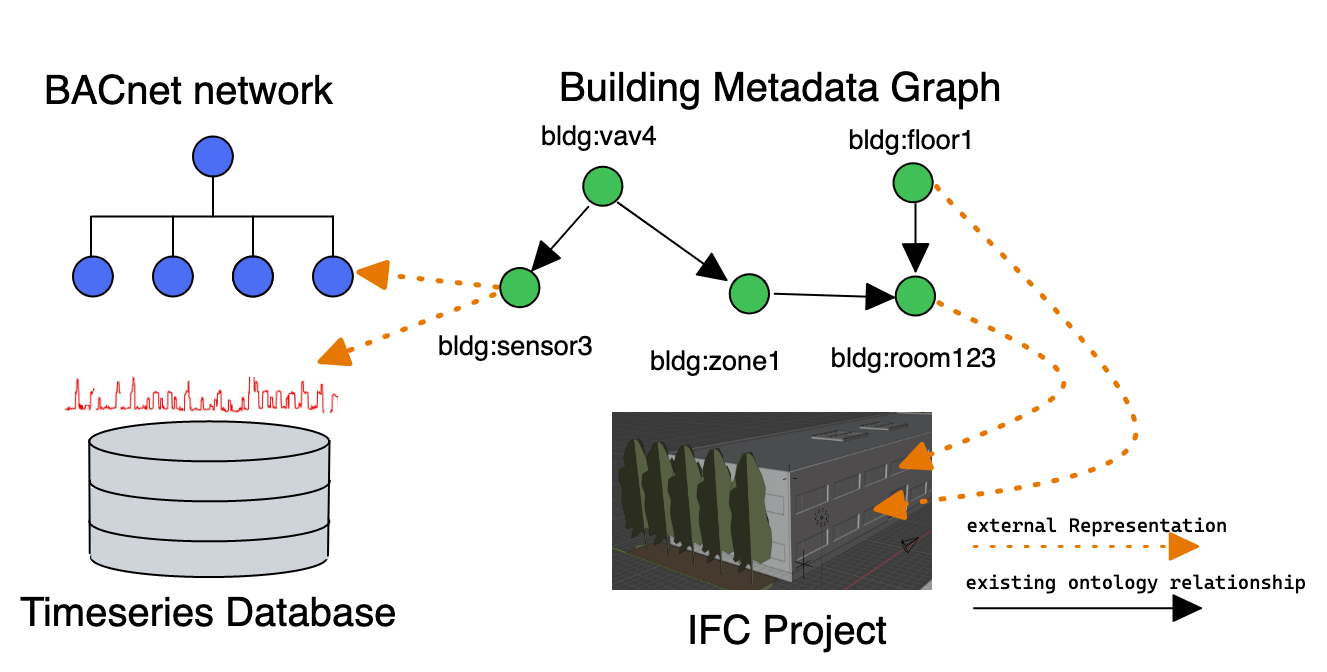 BACnet network
Building Metadata Graph
bldg:vav4
bldg:floor1
bldg:sensor3
bldg:zone1
bldg:room123
external Representation
existing ontology relationship
Timeseries Database
IFC Project